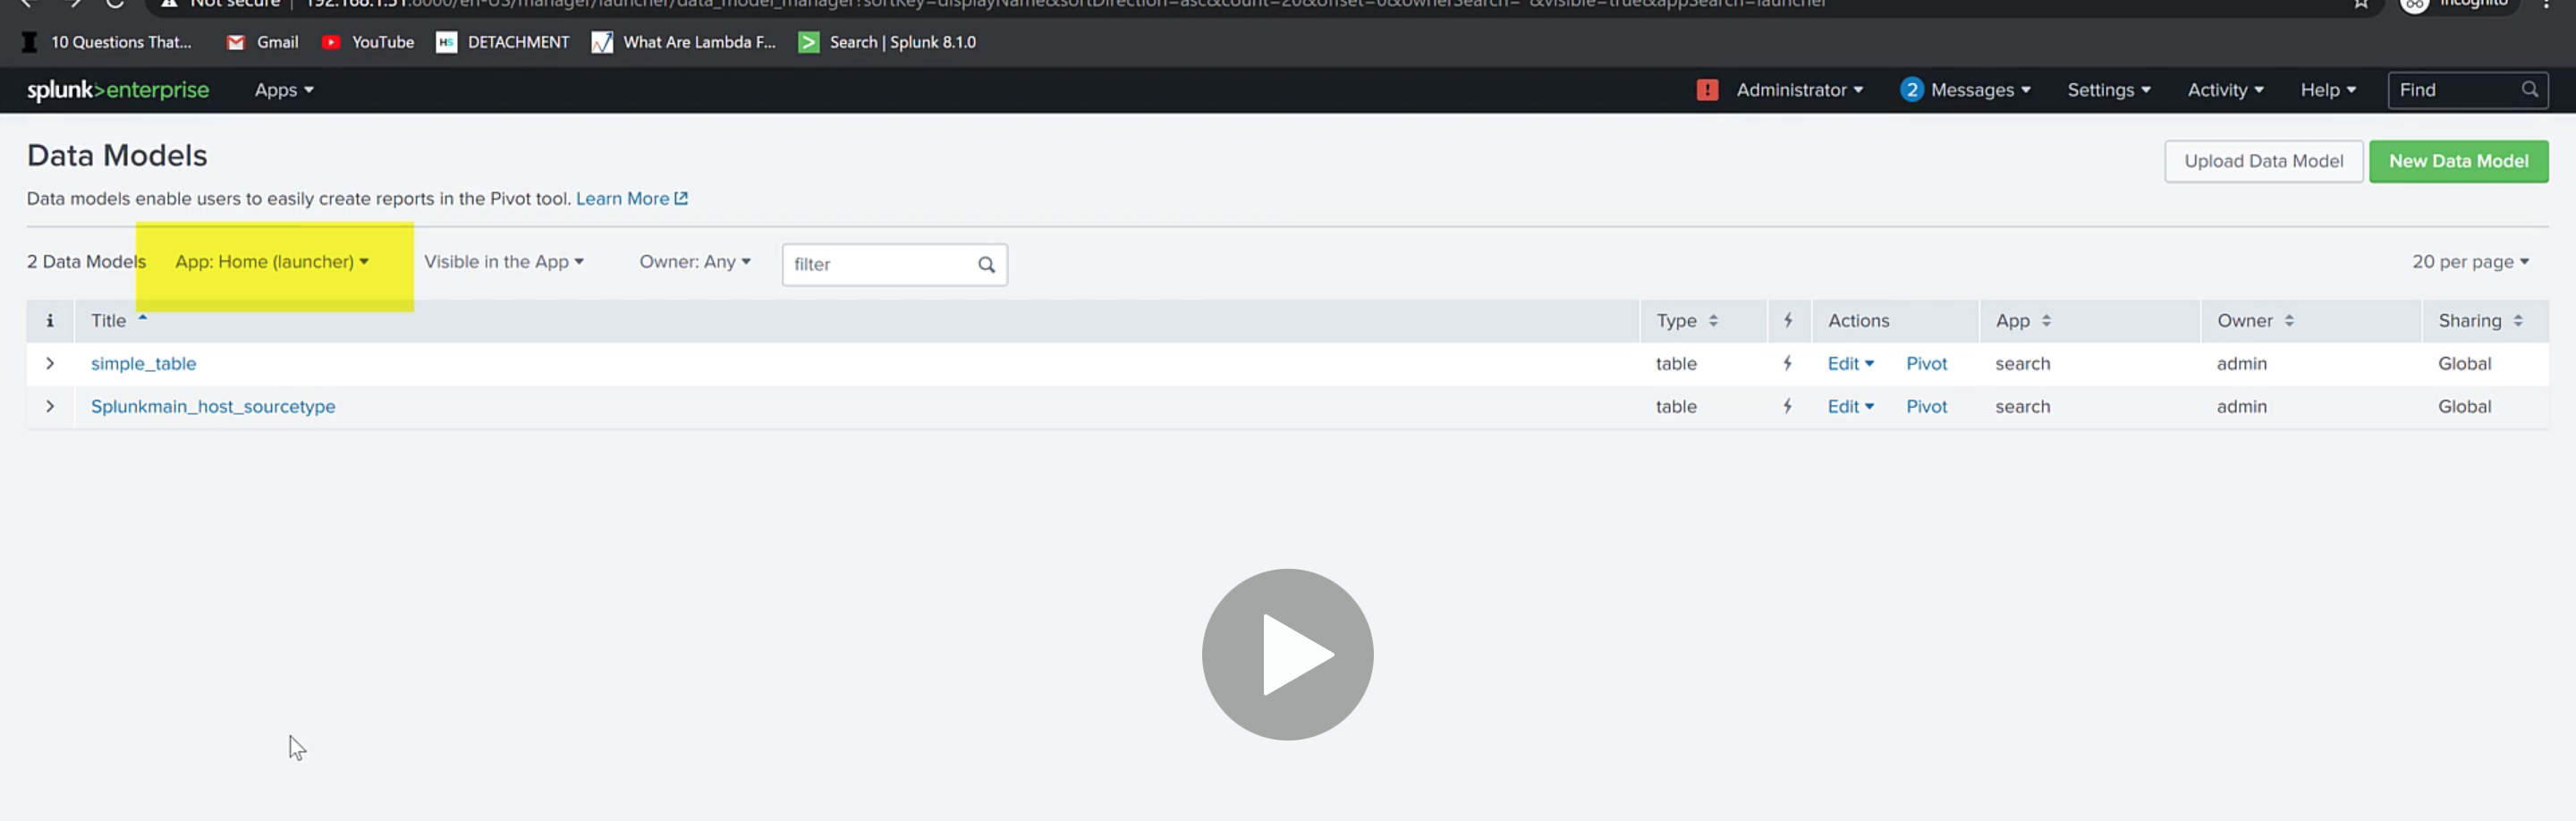 Not secure | 192.168.1.51:8000/en-US/manager/launcher/data_model_manager?sortKey=displayName&sortDirection=asc&count=20&offset=0&ownerSearch=*&visible=true&appSearch=launcher Incognito
10 Questions That... Gmail YouTube HS DETACHMENT What Are Lambda F... Search | Splunk 8.1.0
splunk>enterprise Apps Administrator 2 Messages Settings Activity Help Find
Data Models Upload Data Model New Data Model
Data models enable users to easily create reports in the Pivot tool. Learn More
2 Data Models App: Home (launcher) Visible in the App Owner: Any filter 20 per page
i Title Type Actions App Owner Sharing
simple_table table Edit Pivot search admin Global
Splunkmain_host_sourcetype table Edit Pivot search admin Global